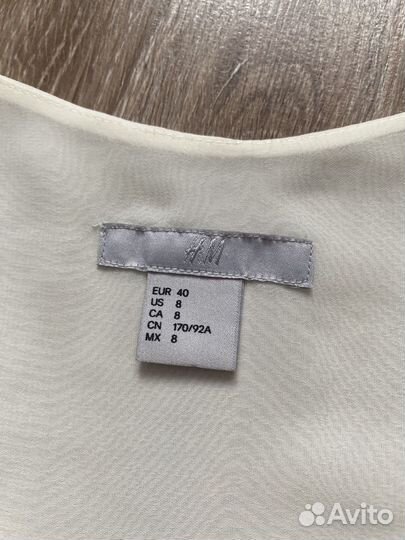 H&M
EUR 40
US 8
CA 8
CN 170/92A
MX 8
Avito